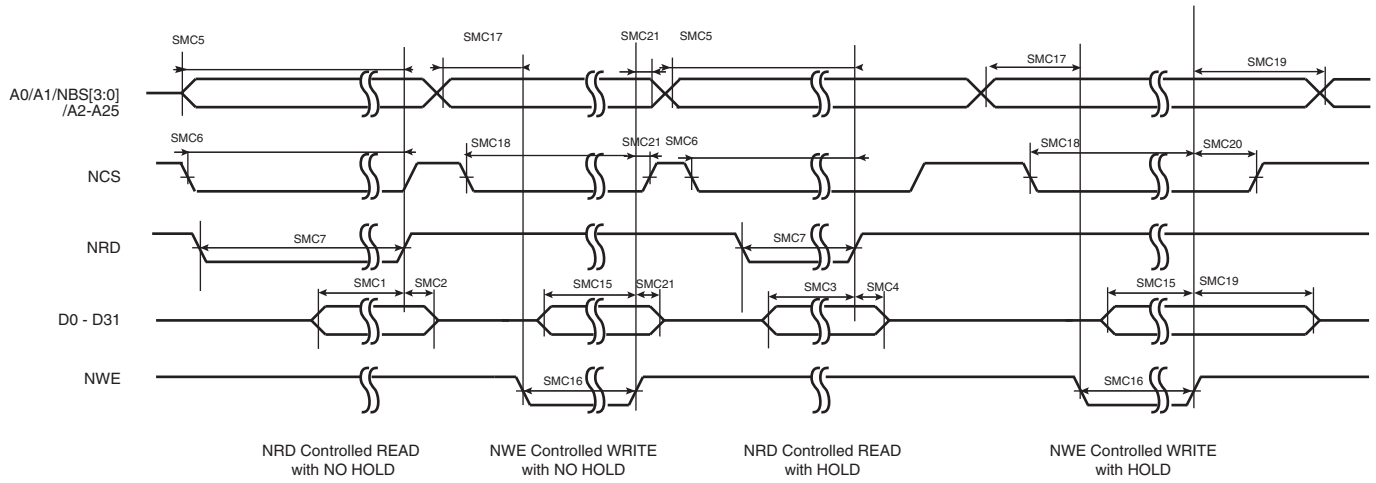 SMC5
SMC17
SMC21
SMC5
SMC17
SMC19
A0/A1/NBS[3:0]
/A2-A25
SMC6
SMC18
SMC21
SMC6
SMC18
SMC20
NCS
NRD
SMC7
SMC7
SMC1
SMC2
SMC15
SMC21
SMC3
SMC4
SMC15
SMC19
D0 - D31
NWE
SMC16
SMC16
NRD Controlled READ
with NO HOLD
NWE Controlled WRITE
with NO HOLD
NRD Controlled READ
with HOLD
NWE Controlled WRITE
with HOLD